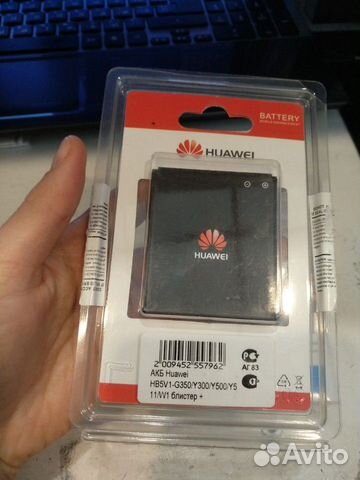 BATTERY
HUAWEI
HUAWEI
2 009452 557962
АКБ Huawei
HB5V1-G350/Y300/Y500/Y5
11/W1 блистер +
АГ 83
Avito